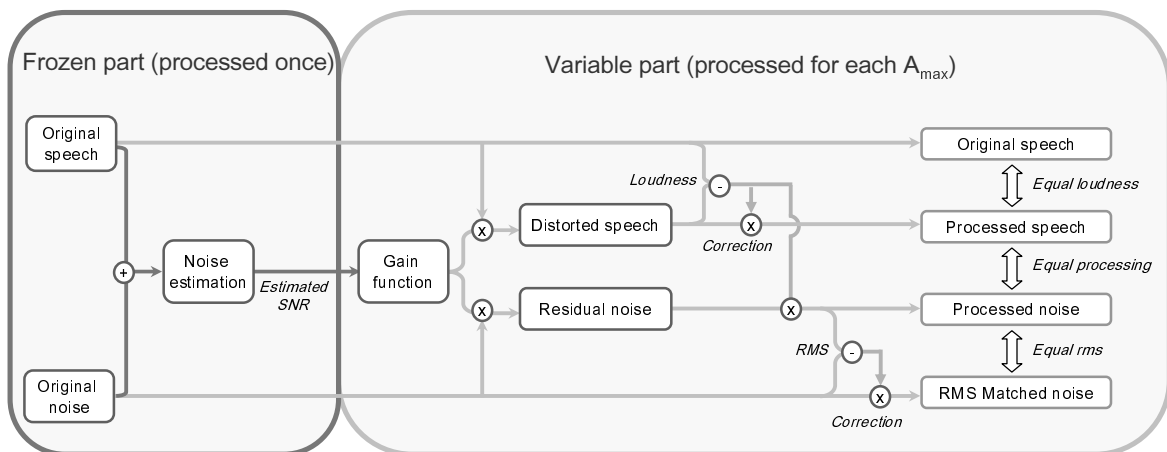 Frozen part (processed once)
Variable part (processed for each Amax)
Original
speech
Original speech
Loudness
-
Equal loudness
x
Distorted speech
x
Processed speech
Correction
+
Noise
estimation
Estimated
SNR
Gain
function
Equal processing
x
Residual noise
x
Processed noise
RMS
-
Equal rms
Original
noise
x
RMS Matched noise
Correction